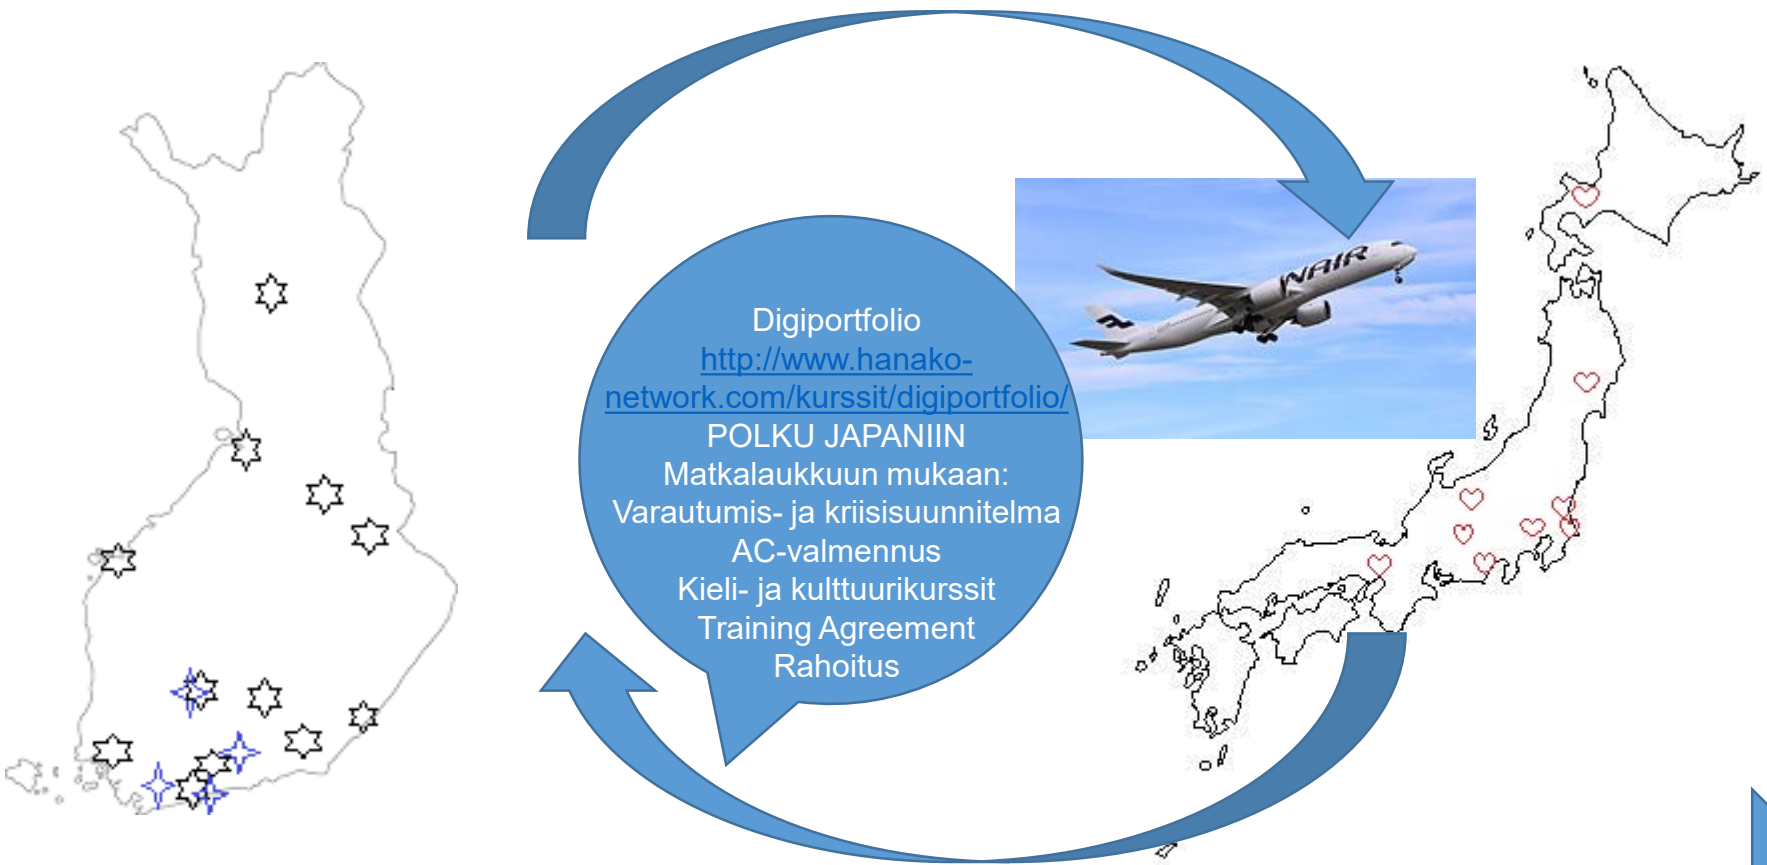 Digiportfolio
http://www.hanako-
network.com/kurssit/digiportfolio/
POLKU JAPANIIN
Matkalaukkuun mukaan:
Varautumis- ja kriisisuunnitelma
AC-valmennus
Kieli- ja kulttuurikurssit
Training Agreement
Rahoitus
NAIR